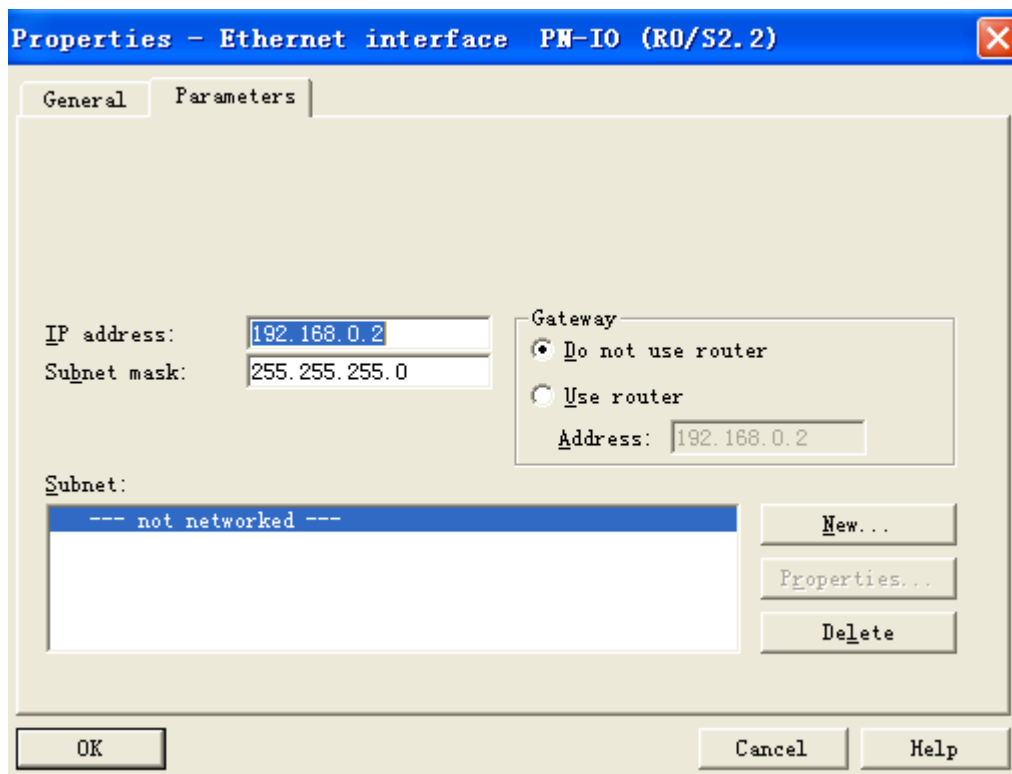 Properties - Ethernet interface PN-IO (R0/S2.2)
General Parameters
IP address: 192.168.0.2
Subnet mask: 255.255.255.0
Gateway
Do not use router
Use router
Address: 192.168.0.2
Subnet:
--- not networked ---
New...
Properties...
Delete
OK Cancel Help